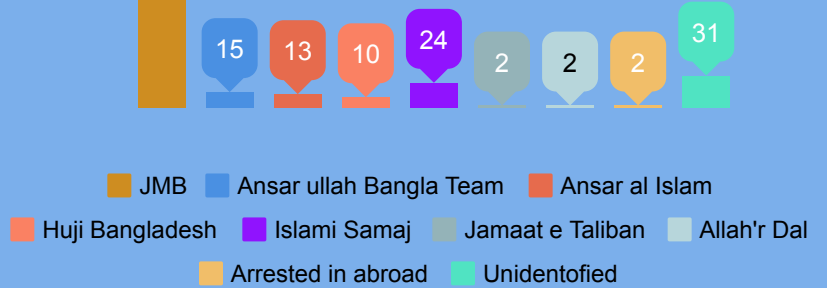 15 13 10 24 2 2 2 31
JMB Ansar ullah Bangla Team Ansar al Islam
Huji Bangladesh Islami Samaj Jamaat e Taliban Allah'r Dal
Arrested in abroad Unidentofied